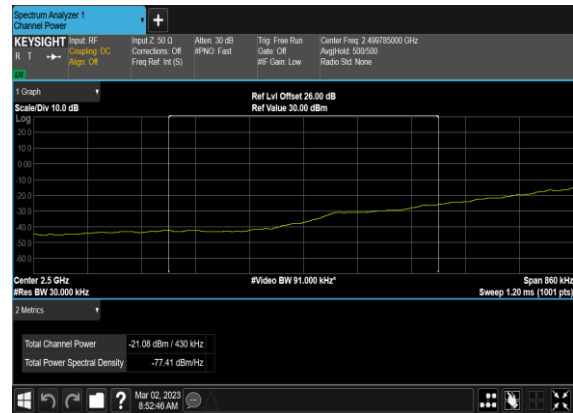 Spectrum Analyzer 1
Channel Power
+
KEYSIGHT Input: RF Input Z: 50 Ω Atten: 30 dB Trig: Free Run Center Freq: 2.499785000 GHz
R T Coupling: DC Corrections: Off #PNO: Fast Gate: Off Avg|Hold: 500/500
Align: Off Freq Ref: Int (S) #IF Gain: Low Radio Std: None
1 Graph
Ref Lvl Offset 26.00 dB
Scale/Div 10.0 dB Ref Value 30.00 dBm
Log
20.0
10.0
0.00
-10.0
-20.0
-30.0
-40.0
-50.0
-60.0
Center 2.5 GHz #Video BW 91.000 kHz* Span 860 kHz
#Res BW 30.000 kHz Sweep 1.20 ms (1001 pts)
2 Metrics
Total Channel Power -21.08 dBm / 430 kHz
Total Power Spectral Density -77.41 dBm/Hz
? Mar 02, 2023
8:52:46 AM